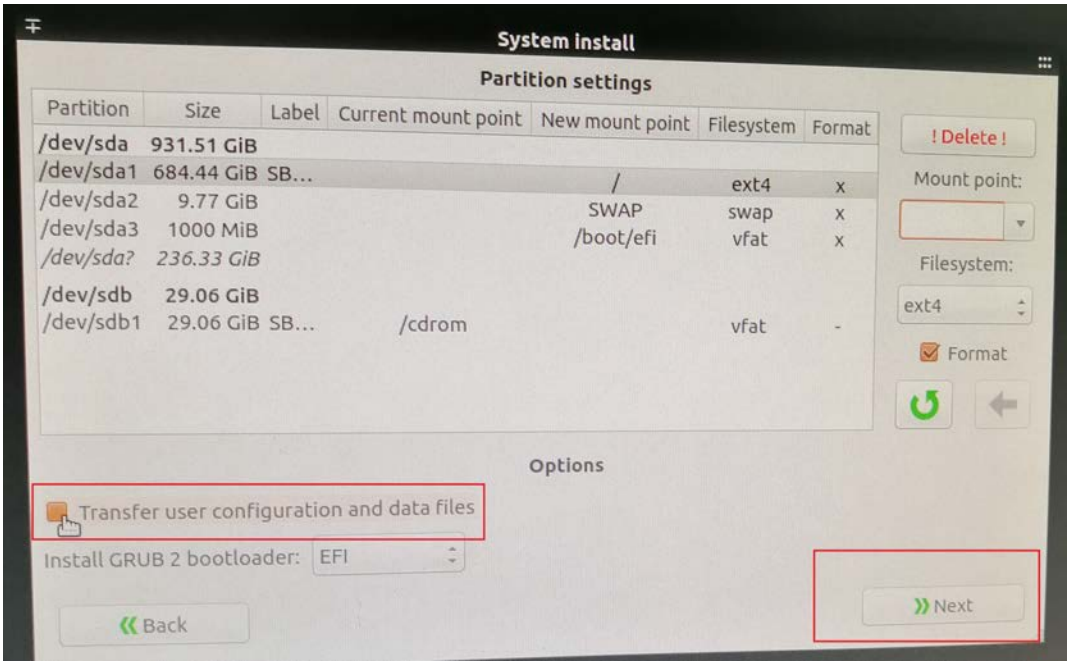 System install
Partition settings
Partition Size Label Current mount point New mount point Filesystem Format
/dev/sda 931.51 GiB
/dev/sda1 684.44 GiB SB... / ext4 x
/dev/sda2 9.77 GiB SWAP swap x
/dev/sda3 1000 MiB /boot/efi vfat x
/dev/sda? 236.33 GiB
/dev/sdb 29.06 GiB
/dev/sdb1 29.06 GiB SB... /cdrom vfat -
! Delete !
Mount point:
Filesystem:
ext4
Format
Options
Transfer user configuration and data files
Install GRUB 2 bootloader: EFI
Back
Next